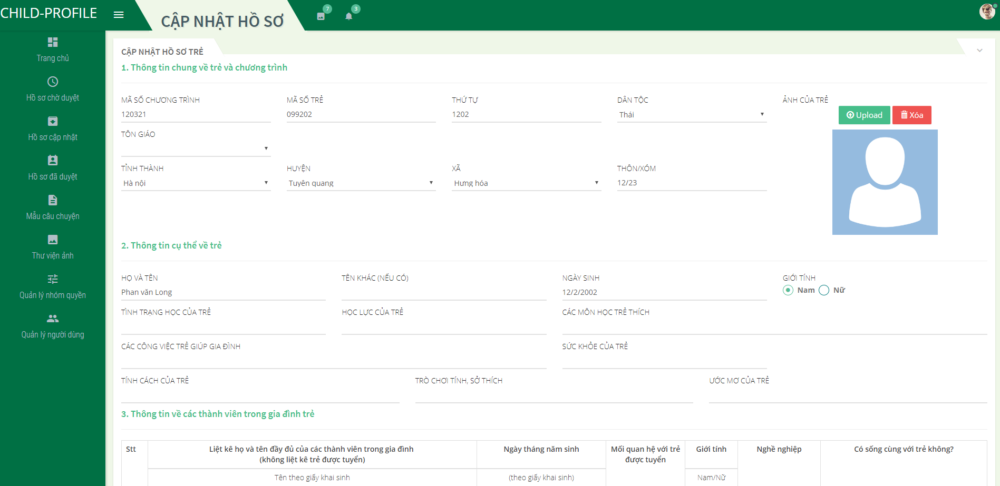 CHILD-PROFILE
CẬP NHẬT HỒ SƠ
7
3
Trang chủ
Hồ sơ chờ duyệt
Hồ sơ cập nhật
Hồ sơ đã duyệt
Mẫu câu chuyện
Thư viện ảnh
Quản lý nhóm quyền
Quản lý người dùng
CẬP NHẬT HỒ SƠ TRẺ
1. Thông tin chung về trẻ và chương trình
MÃ SỐ CHƯƠNG TRÌNH
120321
MÃ SỐ TRẺ
099202
THỨ TỰ
1202
DÂN TỘC
Thái
ẢNH CỦA TRẺ
Upload
Xóa
TÔN GIÁO
TỈNH THÀNH
Hà nội
HUYỆN
Tuyên quang
XÃ
Hưng hóa
THÔN/XÓM
12/23
2. Thông tin cụ thể về trẻ
HỌ VÀ TÊN
Phan văn Long
TÊN KHÁC (NẾU CÓ)
NGÀY SINH
12/2/2002
GIỚI TÍNH
Nam
Nữ
TÌNH TRẠNG HỌC CỦA TRẺ
HỌC LỰC CỦA TRẺ
CÁC MÔN HỌC TRẺ THÍCH
CÁC CÔNG VIỆC TRẺ GIÚP GIA ĐÌNH
SỨC KHỎE CỦA TRẺ
TÍNH CÁCH CỦA TRẺ
TRÒ CHƠI TÍNH, SỞ THÍCH
ƯỚC MƠ CỦA TRẺ
3. Thông tin về các thành viên trong gia đình trẻ
Stt
Liệt kê họ và tên đầy đủ của các thành viên trong gia đình
(không liệt kê trẻ được tuyển)
Ngày tháng năm sinh
Mối quan hệ với trẻ
được tuyển
Giới tính
Nghề nghiệp
Có sống cùng với trẻ không?
Tên theo giấy khai sinh
(theo giấy khai sinh)
Nam/Nữ